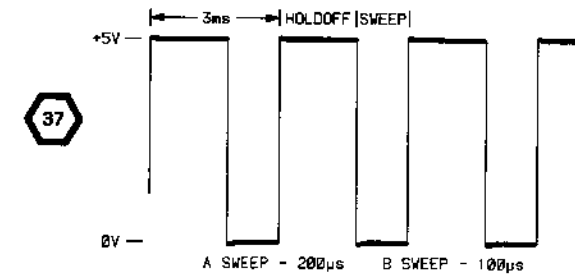 3ms HOLDOFF SWEEP
+5V
37
0V
A SWEEP - 200µs B SWEEP - 100µs